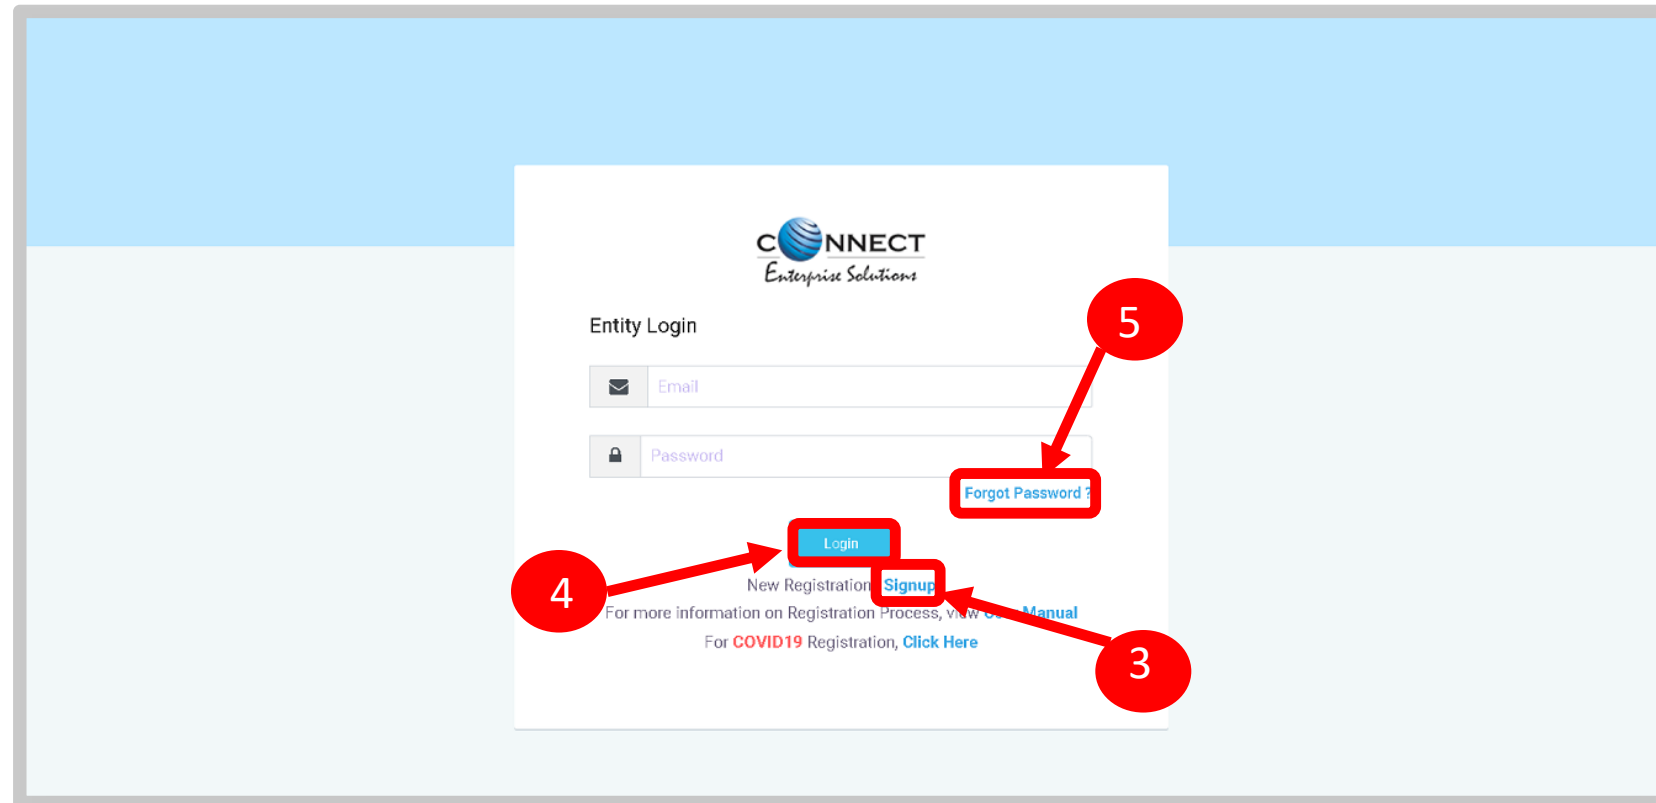 CONNECT
Enterprise Solutions
5
Entity Login
Email
Password
Forgot Password ?
Login
4
New Registration Signup
For more information on Registration Process, view Manual
3
For COVID19 Registration, Click Here